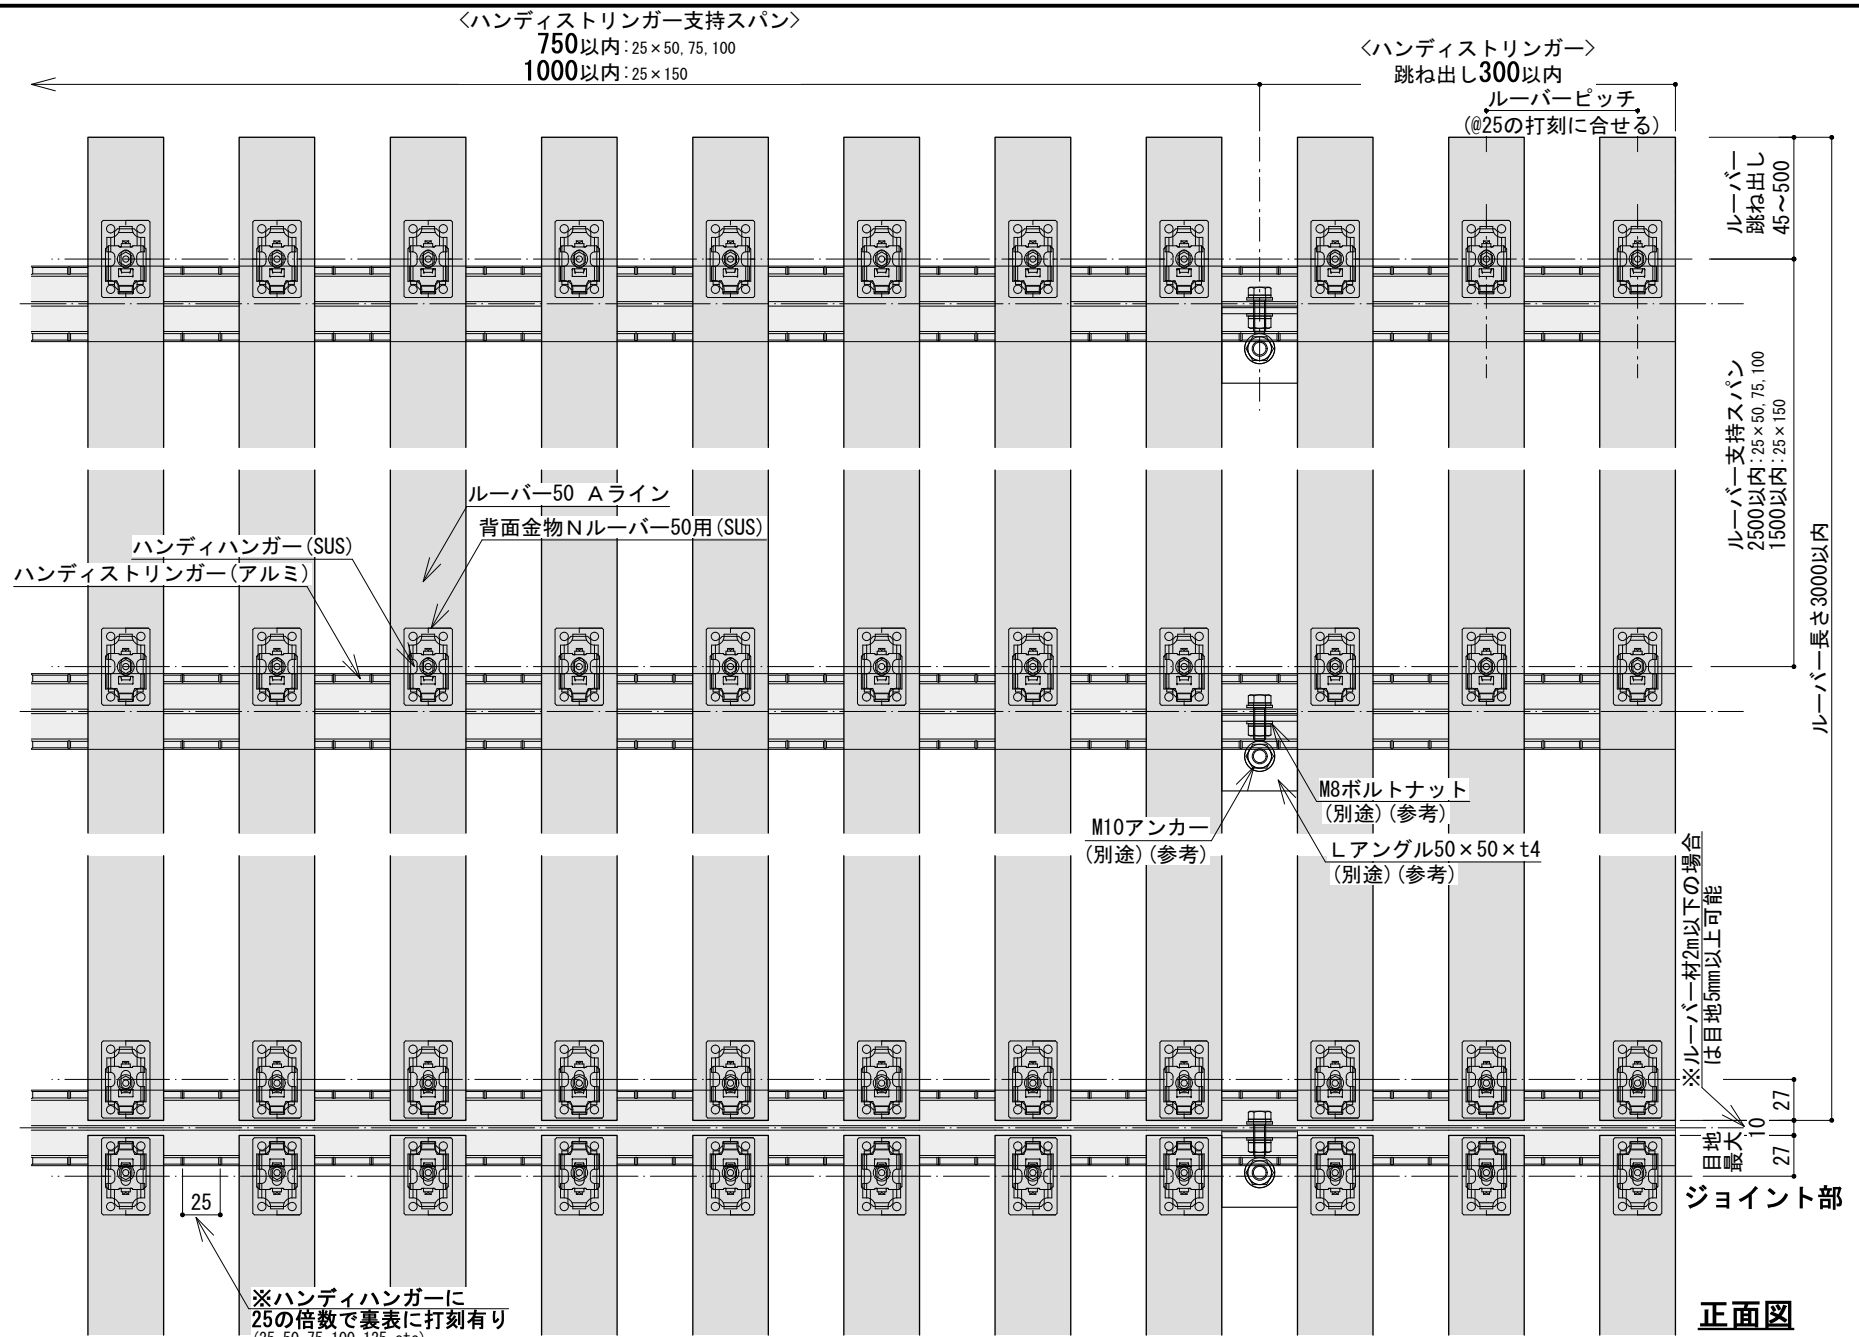 〈ハンディストリンガー支持スパン〉
750以内:25×50,75,100
1000以内:25×150
〈ハンディストリンガー〉
跳ね出し300以内
ルーバーピッチ
(@25の打刻に合せる)
ルーバー
跳ね出し
45～500
ルーバー支持スパン
2500以内:25×50,75,100
1500以内:25×150
ルーバー長さ3000以内
ルーバー50 Aライン
背面金物Nルーバー50用(SUS)
ハンディハンガー(SUS)
ハンディストリンガー(アルミ)
M8ボルトナット
(別途)(参考)
M10アンカー
(別途)(参考)
Lアングル50×50×t4
(別途)(参考)
※ルーバー材2m以下の場合
は目地5mm以上可能
27
目地
最大
10
27
ジョイント部
25
※ハンディハンガーに
25の倍数で裏表に打刻有り
(25,50,75,100,125,etc)
正面図